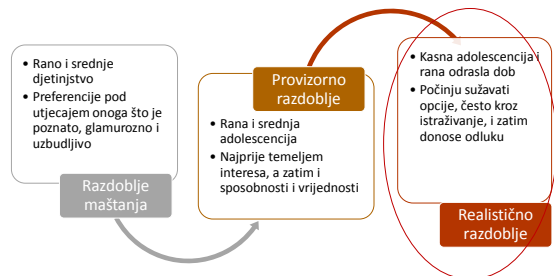 • Rano i srednje
djetinjstvo
• Preferencije pod
utjecajem onoga što je
poznato, glamurozno i
uzbudljivo
Razdoblje
maštanja
Provizorno
razdoblje
• Rana i srednja
adolescencija
• Najprije temeljem
interesa, a zatim i
sposobnosti i vrijednosti
• Kasna adolescencija i
rana odrasla dob
• Počinju sužavati
opcije, često kroz
istraživanje, i zatim
donose odluku
Realistično
razdoblje